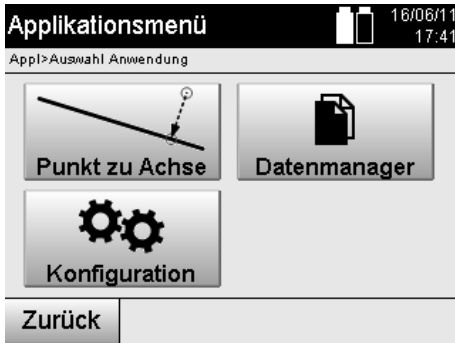 Applikationsmenü
16/06/11
17:41
Appl>Auswahl Anwendung
Punkt zu Achse
Datenmanager
Konfiguration
Zurück